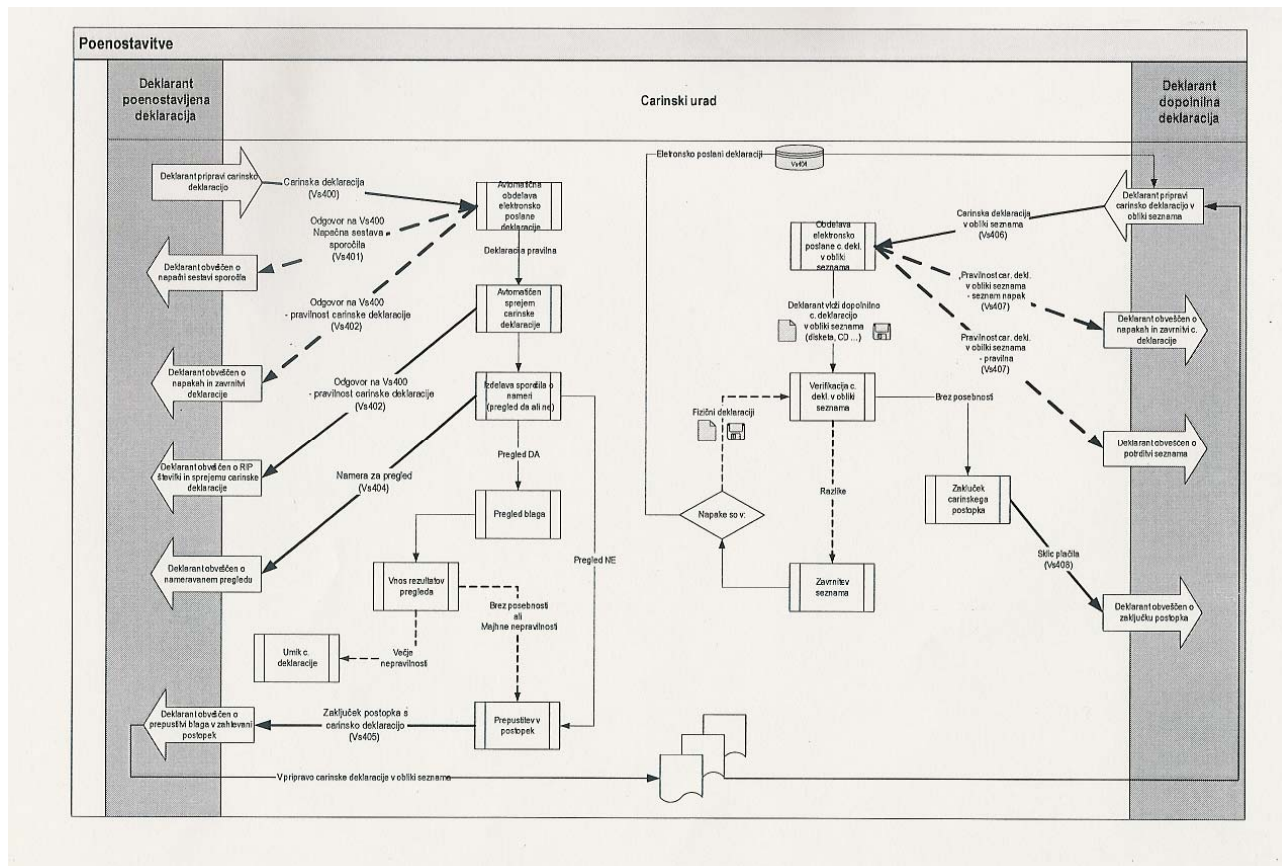 Poenostavitve
Deklarant
poenostavljena
deklaracija
Carinski urad
Deklarant
dopolnilna
deklaracija
Deklarant pripravi carinsko
deklaracijo
Carinska deklaracija
(Vs400)
Avtomatična
obdelava
elektronsko
poslane
deklaracije
Odgovor na Vs400
Napačna sestava
sporočila
(Vs401)
Deklaracija pravilna
Deklarant obveščen o
napačni sestavi sporočila
Avtomatičen
sprejem
carinske
deklaracije
Odgovor na Vs400
- pravilnost carinske deklaracije
(Vs402)
Deklarant obveščen o
napakah in zavrnitvi
deklaracije
Odgovor na Vs400
- pravilnost carinske deklaracije
(Vs402)
Izdelava sporočila o
nameri
(pregled da ali ne)
Pregled DA
Deklarant obveščen o RIP
številki in sprejemu carinske
deklaracije
Namera za pregled
(Vs404)
Pregled blaga
Pregled NE
Deklarant obveščen o
nameravanem pregledu
Vnos rezultatov
pregleda
Brez posebnosti
ali
Majhne nepravilnosti
Umik c.
deklaracije
Večje
nepravilnosti
Deklarant obveščen o
prepustitvi blaga v zahtevani
postopek
Zaključek postopka s
carinsko deklaracijo
(Vs405)
Prepustitev v
postopek
V pripravo carinske deklaracije v obliki seznama
Eletronsko poslani deklaraciji
Deklarant pripravi
carinsko deklaracijo v
obliki seznama
Carinska deklaracija
v obliki seznama
(Vs406)
Obdelava
elektronsko
poslane c. dekl.
v obliki
seznama
Pravilnost car. dekl.
v obliki seznama
- seznam napak
(Vs407)
Deklarant vloži dopolnilno
c. deklaracijo
v obliki seznama
(disketa, CD ...)
Deklarant obveščen o
napakah in zavrnitvi c.
deklaracije
Pravilnost car. dekl.
v obliki seznama
- pravilna
(Vs407)
Verifikacija c.
dekl. v obliki
seznama
Brez posebnosti
Fizični deklaraciji
Deklarant obveščen o
potrditvi seznama
Razlike
Zaključek
carinskega
postopka
Napake so v:
Sklic plačila
(Vs408)
Zavrnitev
seznama
Deklarant obveščen o
zaključku postopka